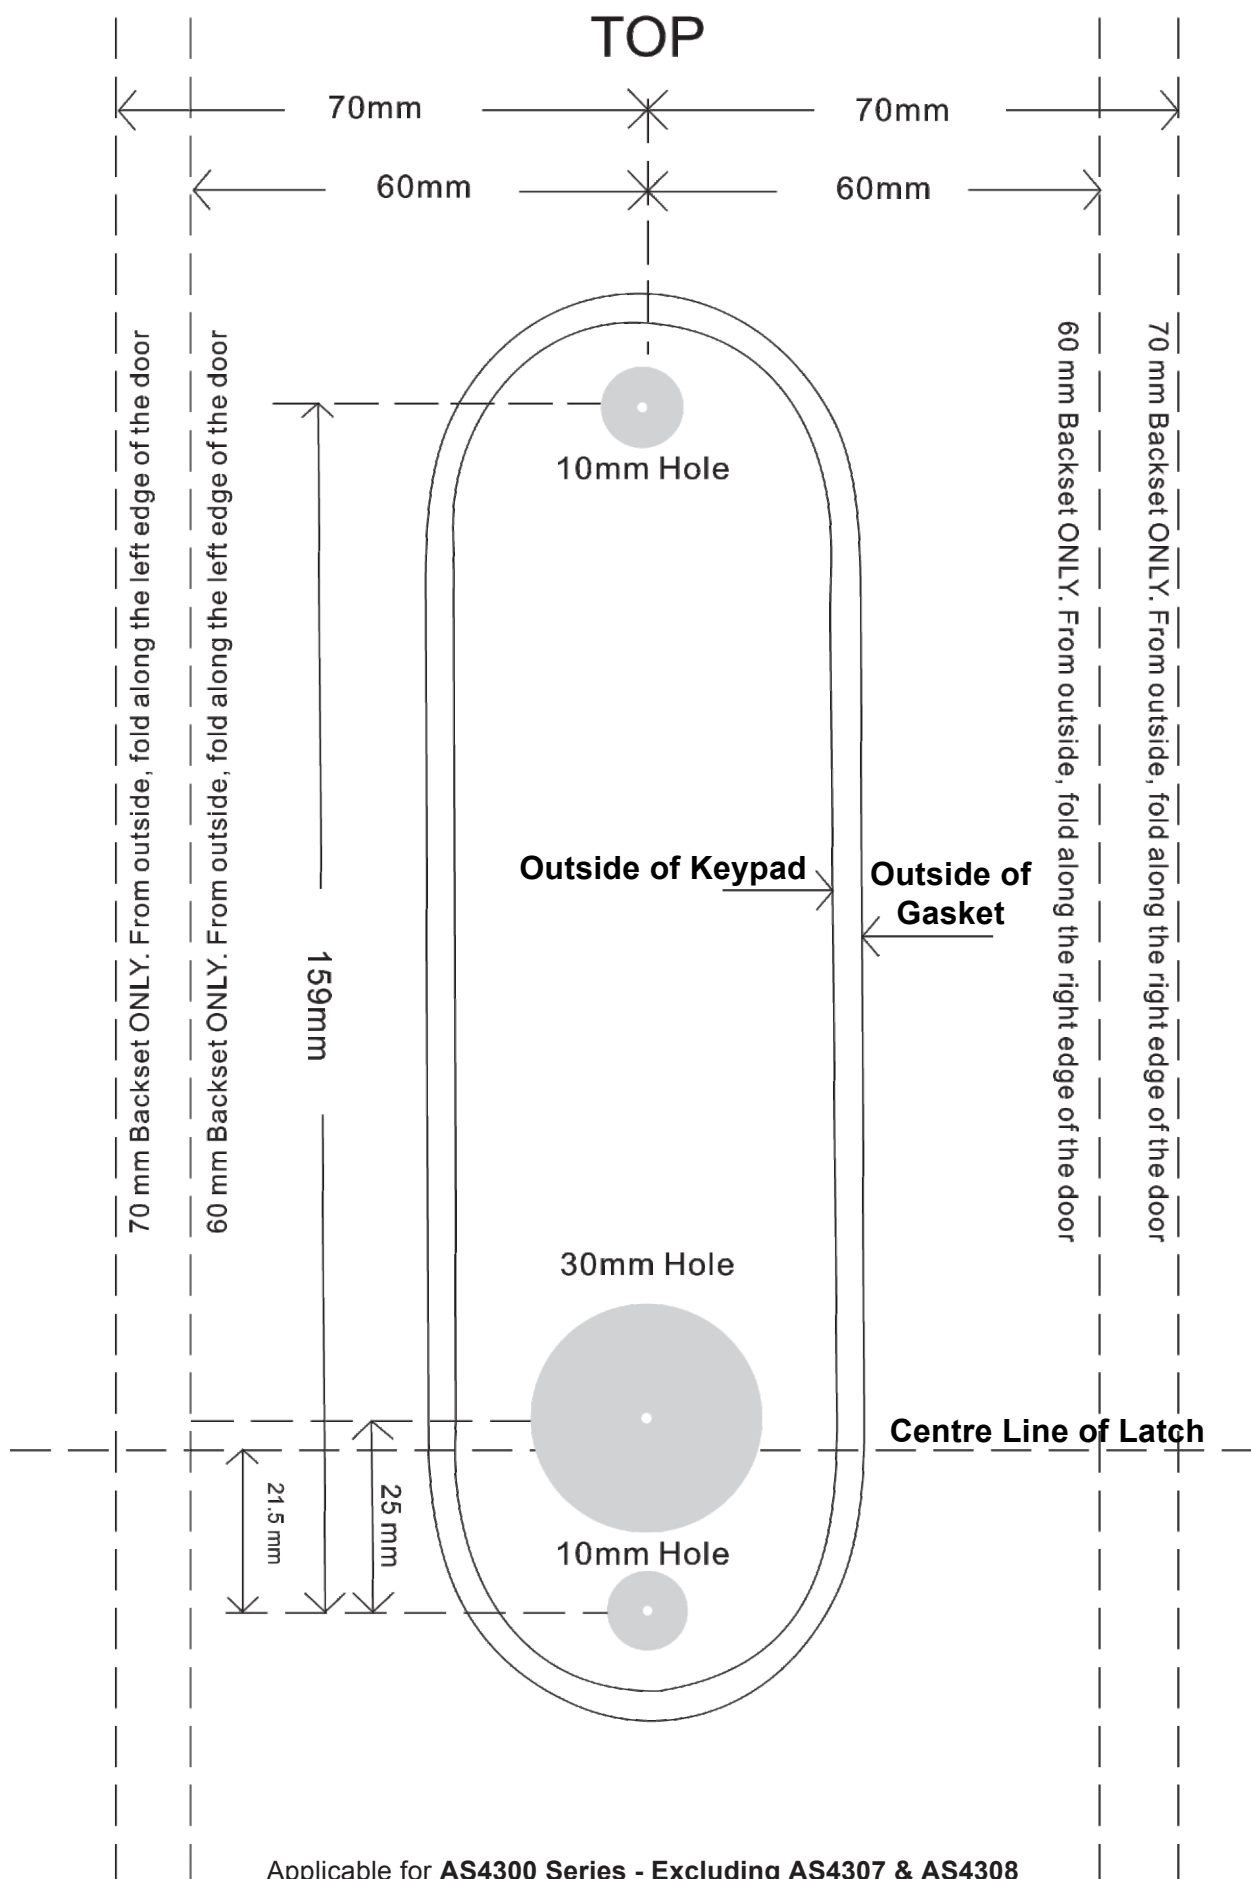 TOP
70mm
70mm
60mm
60mm
70 mm Backset ONLY. From outside, fold along the left edge of the door
60 mm Backset ONLY. From outside, fold along the left edge of the door
60 mm Backset ONLY. From outside, fold along the right edge of the door
70 mm Backset ONLY. From outside, fold along the right edge of the door
10mm Hole
Outside of Keypad
Outside of
Gasket
159mm
30mm Hole
Centre Line of Latch
21.5 mm
25 mm
10mm Hole
Applicable for AS4300 Series - Excluding AS4307 & AS4308